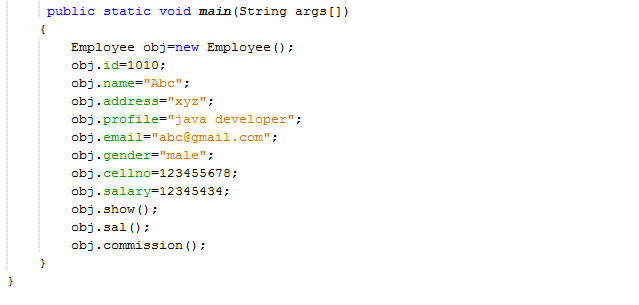 public static void main(String args[])
{
Employee obj=new Employee();
obj.id=1010;
obj.name="Abc";
obj.address="xyz";
obj.profile="java developer";
obj.email="abc@gmail.com";
obj.gender="male";
obj.cellno=123455678;
obj.salary=12345434;
obj.show();
obj.sal();
obj.commission();
}
}